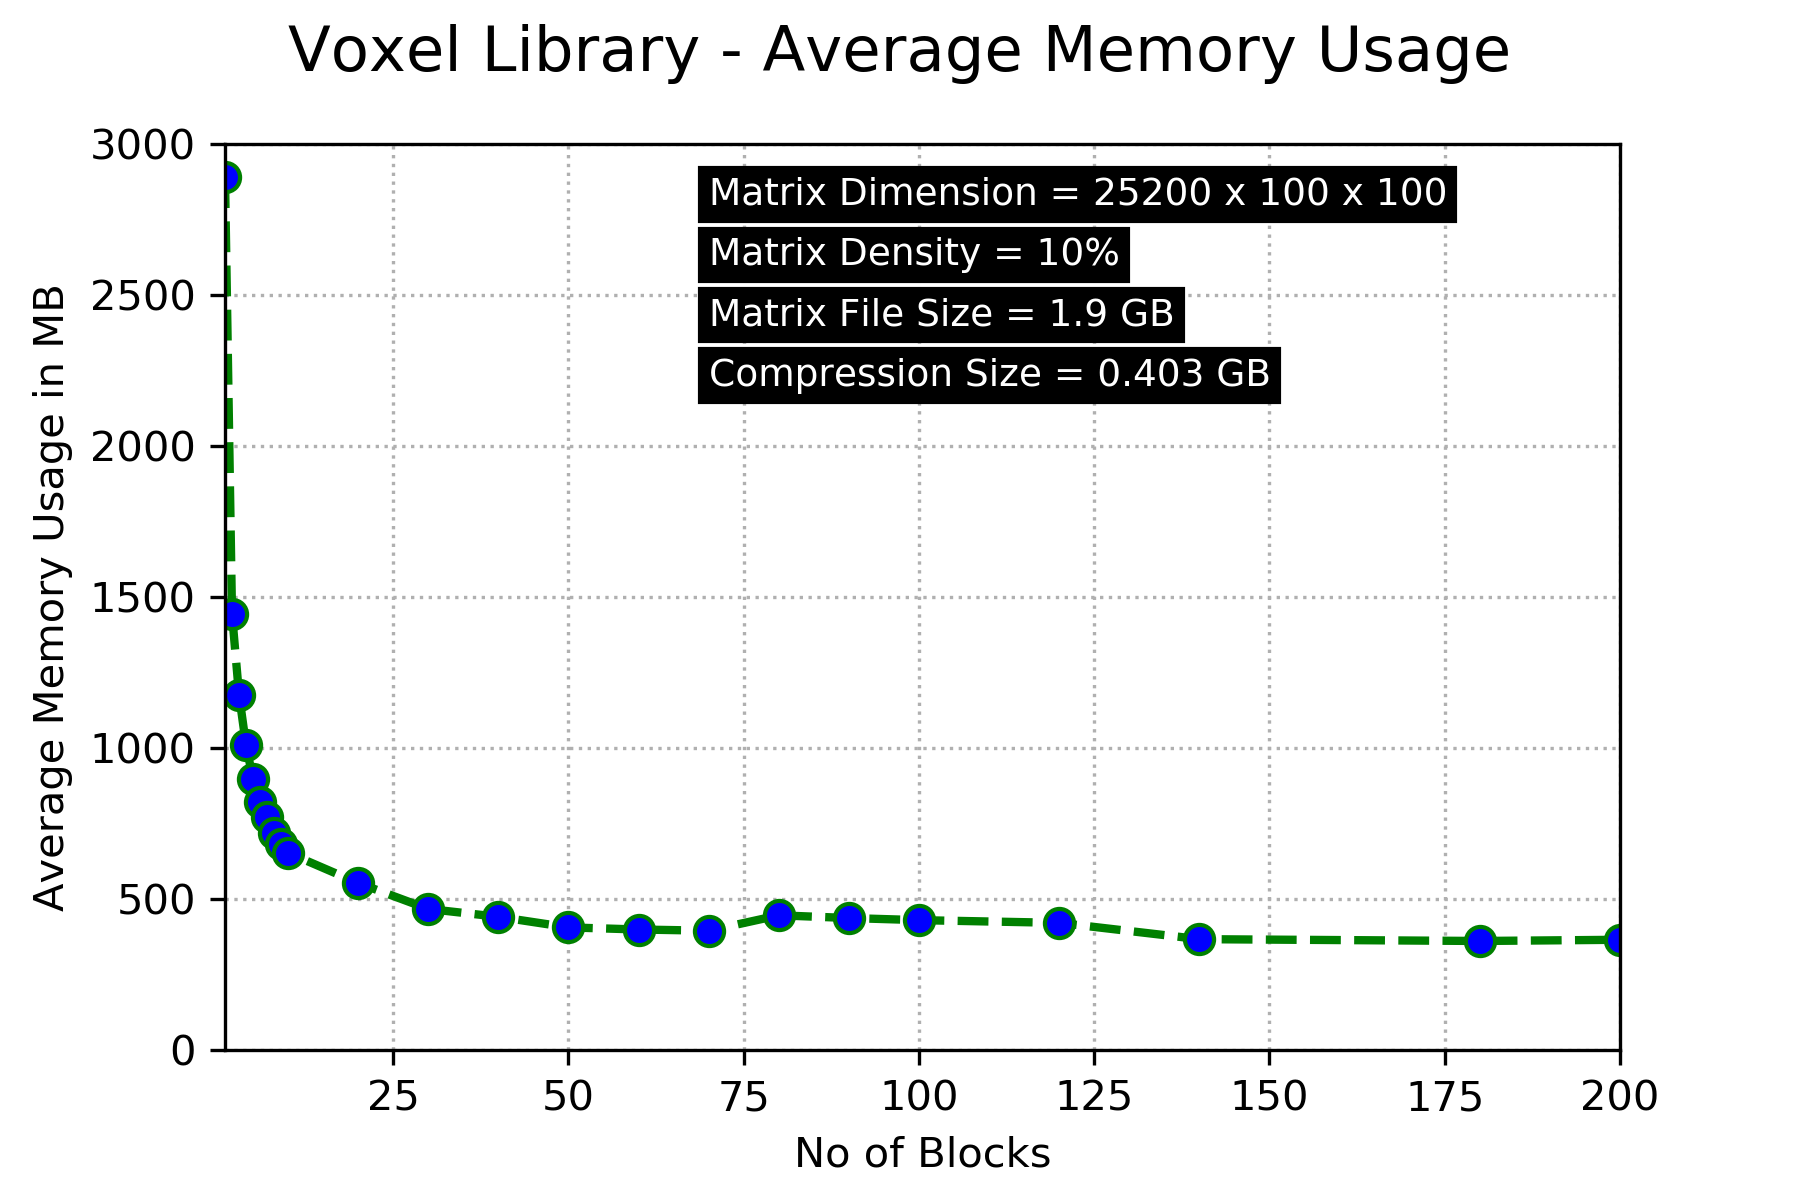 Voxel Library - Average Memory Usage
3000
2500
2000
1500
1000
500
0
Average Memory Usage in MB
Matrix Dimension = 25200 x 100 x 100
Matrix Density = 10%
Matrix File Size = 1.9 GB
Compression Size = 0.403 GB
25 50 75 100 125 150 175 200
No of Blocks